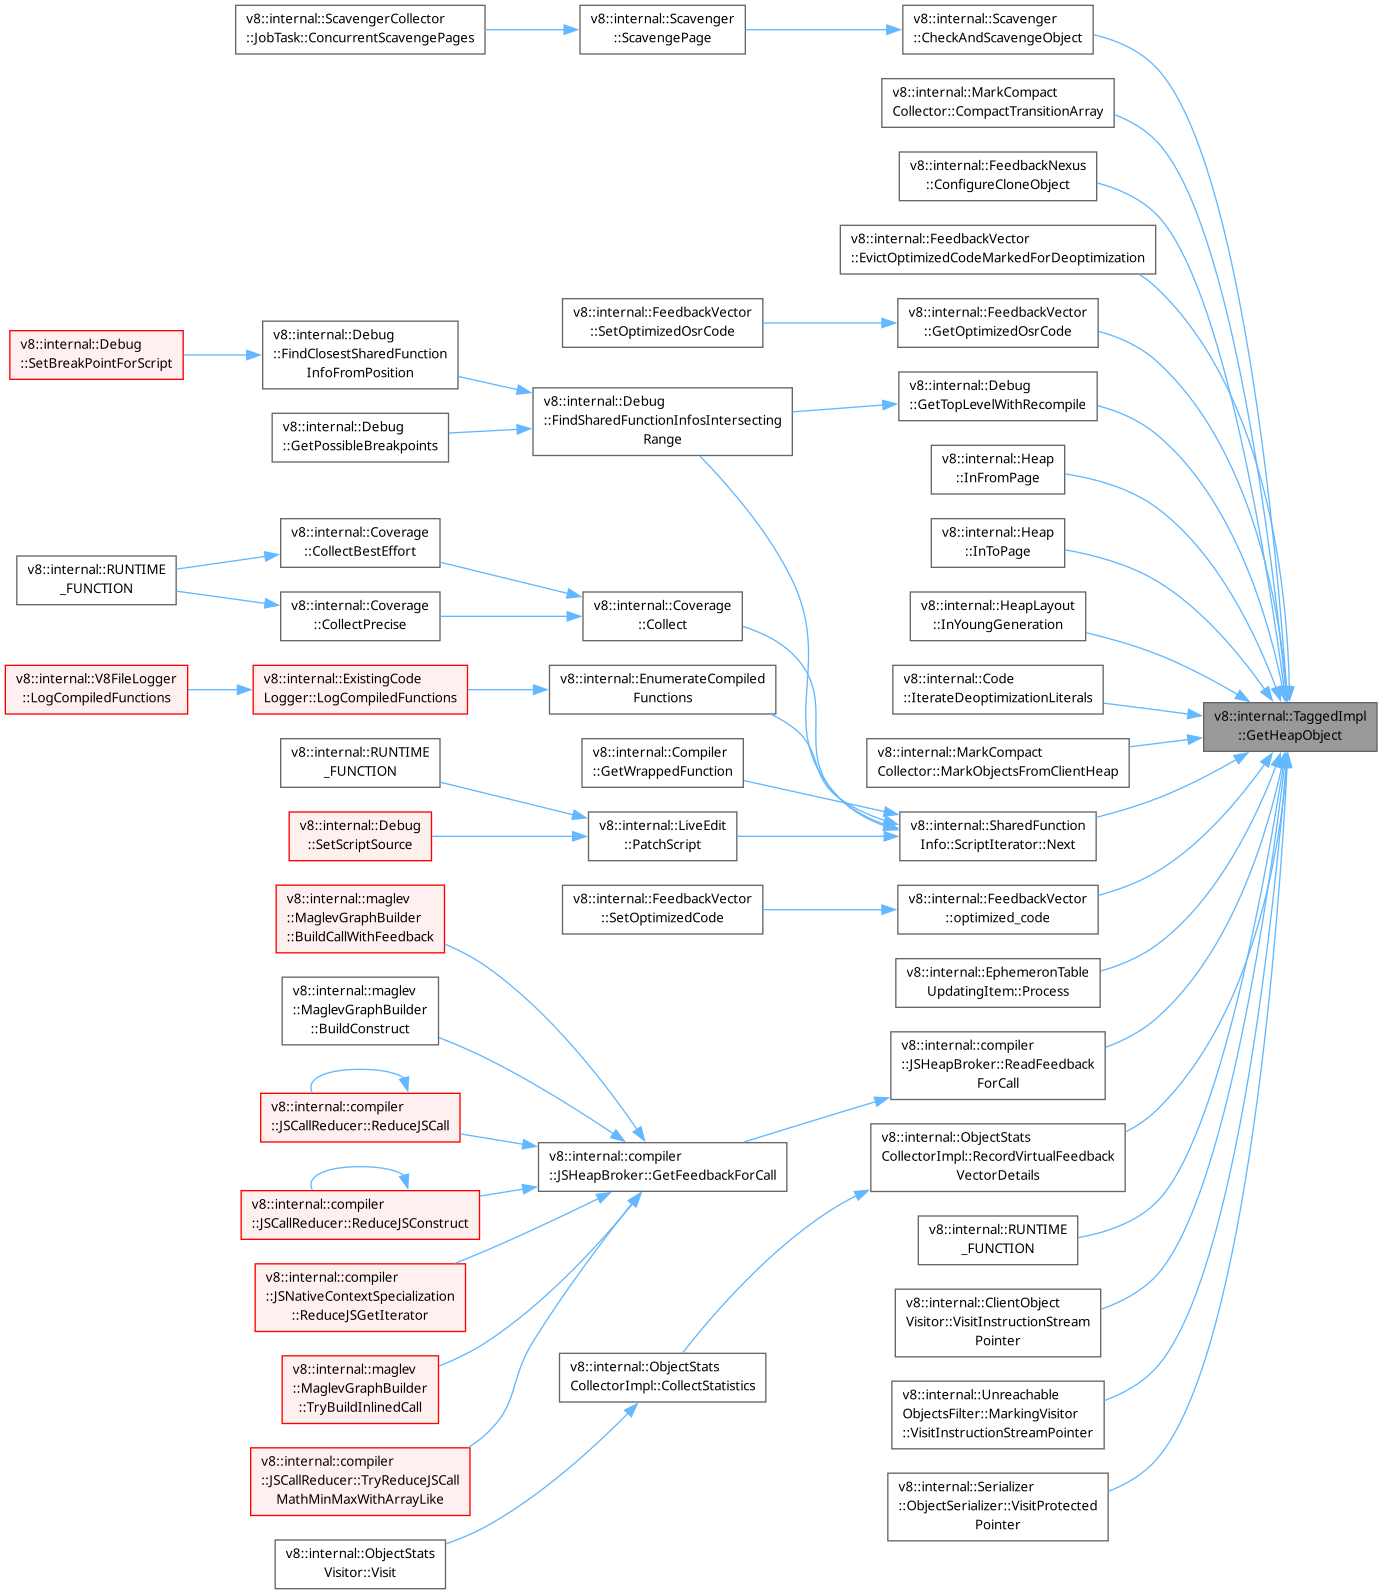 v8::internal::ScavengerCollector
::JobTask::ConcurrentScavengePages
v8::internal::Scavenger
::ScavengePage
v8::internal::Scavenger
::CheckAndScavengeObject
v8::internal::MarkCompact
Collector::CompactTransitionArray
v8::internal::FeedbackNexus
::ConfigureCloneObject
v8::internal::FeedbackVector
::EvictOptimizedCodeMarkedForDeoptimization
v8::internal::FeedbackVector
::SetOptimizedOsrCode
v8::internal::FeedbackVector
::GetOptimizedOsrCode
v8::internal::Debug
::SetBreakPointForScript
v8::internal::Debug
::FindClosestSharedFunction
InfoFromPosition
v8::internal::Debug
::GetPossibleBreakpoints
v8::internal::Debug
::FindSharedFunctionInfosIntersecting
Range
v8::internal::Debug
::GetTopLevelWithRecompile
v8::internal::Heap
::InFromPage
v8::internal::Heap
::InToPage
v8::internal::RUNTIME
_FUNCTION
v8::internal::Coverage
::CollectBestEffort
v8::internal::Coverage
::CollectPrecise
v8::internal::Coverage
::Collect
v8::internal::HeapLayout
::InYoungGeneration
v8::internal::V8FileLogger
::LogCompiledFunctions
v8::internal::ExistingCode
Logger::LogCompiledFunctions
v8::internal::EnumerateCompiled
Functions
v8::internal::Code
::IterateDeoptimizationLiterals
v8::internal::TaggedImpl
::GetHeapObject
v8::internal::RUNTIME
_FUNCTION
v8::internal::Compiler
::GetWrappedFunction
v8::internal::MarkCompact
Collector::MarkObjectsFromClientHeap
v8::internal::Debug
::SetScriptSource
v8::internal::LiveEdit
::PatchScript
v8::internal::SharedFunction
Info::ScriptIterator::Next
v8::internal::maglev
::MaglevGraphBuilder
::BuildCallWithFeedback
v8::internal::FeedbackVector
::SetOptimizedCode
v8::internal::FeedbackVector
::optimized_code
v8::internal::EphemeronTable
UpdatingItem::Process
v8::internal::maglev
::MaglevGraphBuilder
::BuildConstruct
v8::internal::compiler
::JSHeapBroker::ReadFeedback
ForCall
v8::internal::compiler
::JSCallReducer::ReduceJSCall
v8::internal::compiler
::JSHeapBroker::GetFeedbackForCall
v8::internal::ObjectStats
CollectorImpl::RecordVirtualFeedback
VectorDetails
v8::internal::compiler
::JSCallReducer::ReduceJSConstruct
v8::internal::RUNTIME
_FUNCTION
v8::internal::compiler
::JSNativeContextSpecialization
::ReduceJSGetIterator
v8::internal::ClientObject
Visitor::VisitInstructionStream
Pointer
v8::internal::maglev
::MaglevGraphBuilder
::TryBuildInlinedCall
v8::internal::ObjectStats
CollectorImpl::CollectStatistics
v8::internal::Unreachable
ObjectsFilter::MarkingVisitor
::VisitInstructionStreamPointer
v8::internal::compiler
::JSCallReducer::TryReduceJSCall
MathMinMaxWithArrayLike
v8::internal::Serializer
::ObjectSerializer::VisitProtected
Pointer
v8::internal::ObjectStats
Visitor::Visit